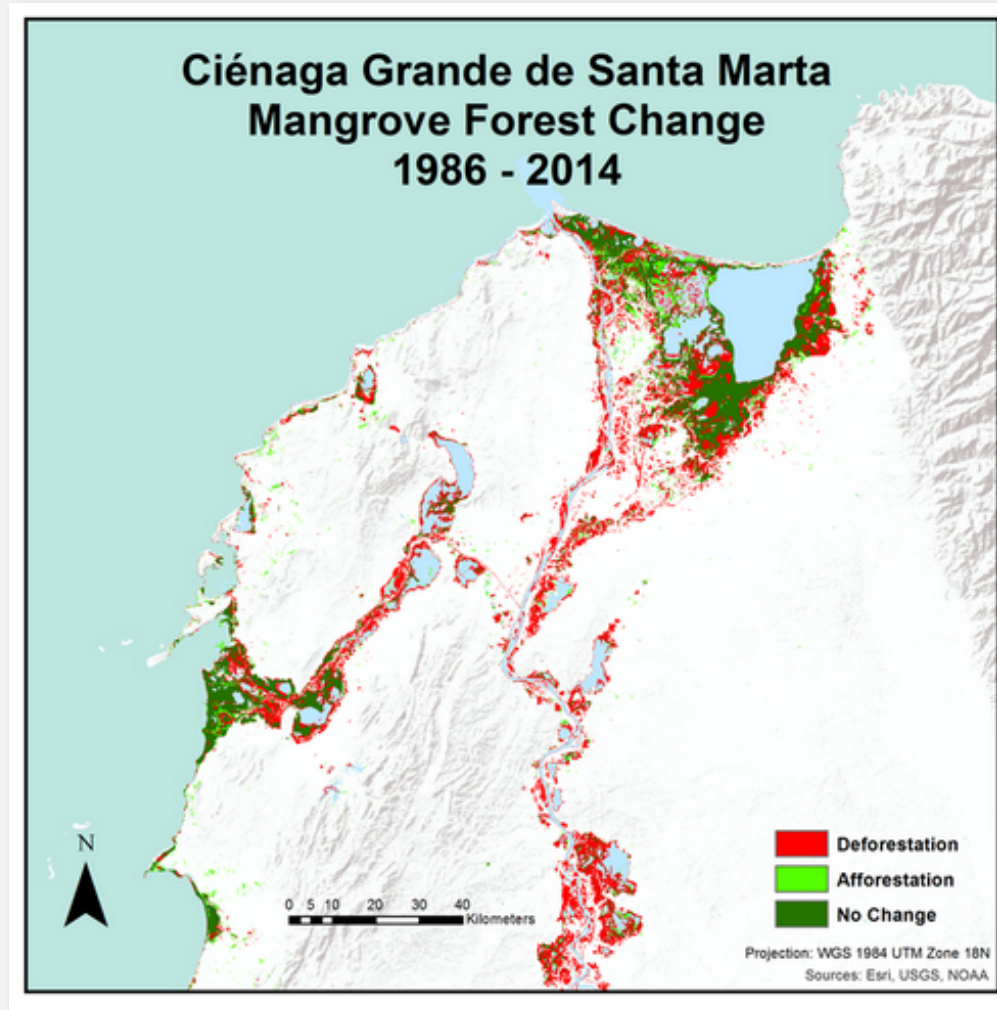 Ciénaga Grande de Santa Marta
Mangrove Forest Change
1986 - 2014
N
0 5 10 20 30 40
Kilometers
Deforestation
Afforestation
No Change
Projection: WGS 1984 UTM Zone 18N
Sources: Esri, USGS, NOAA